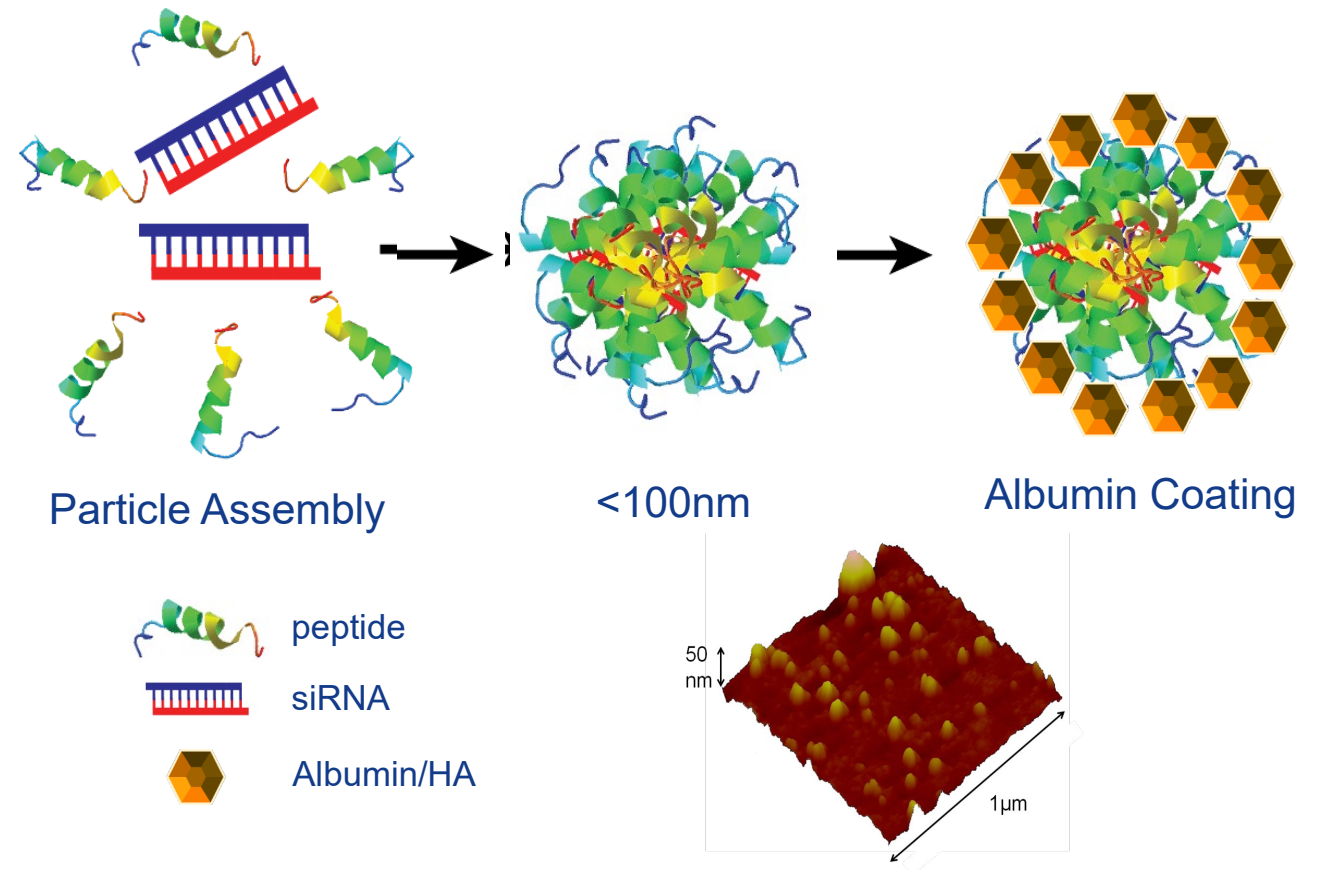 Particle Assembly
<100nm
Albumin Coating
peptide
siRNA
Albumin/HA
50
nm
1µm